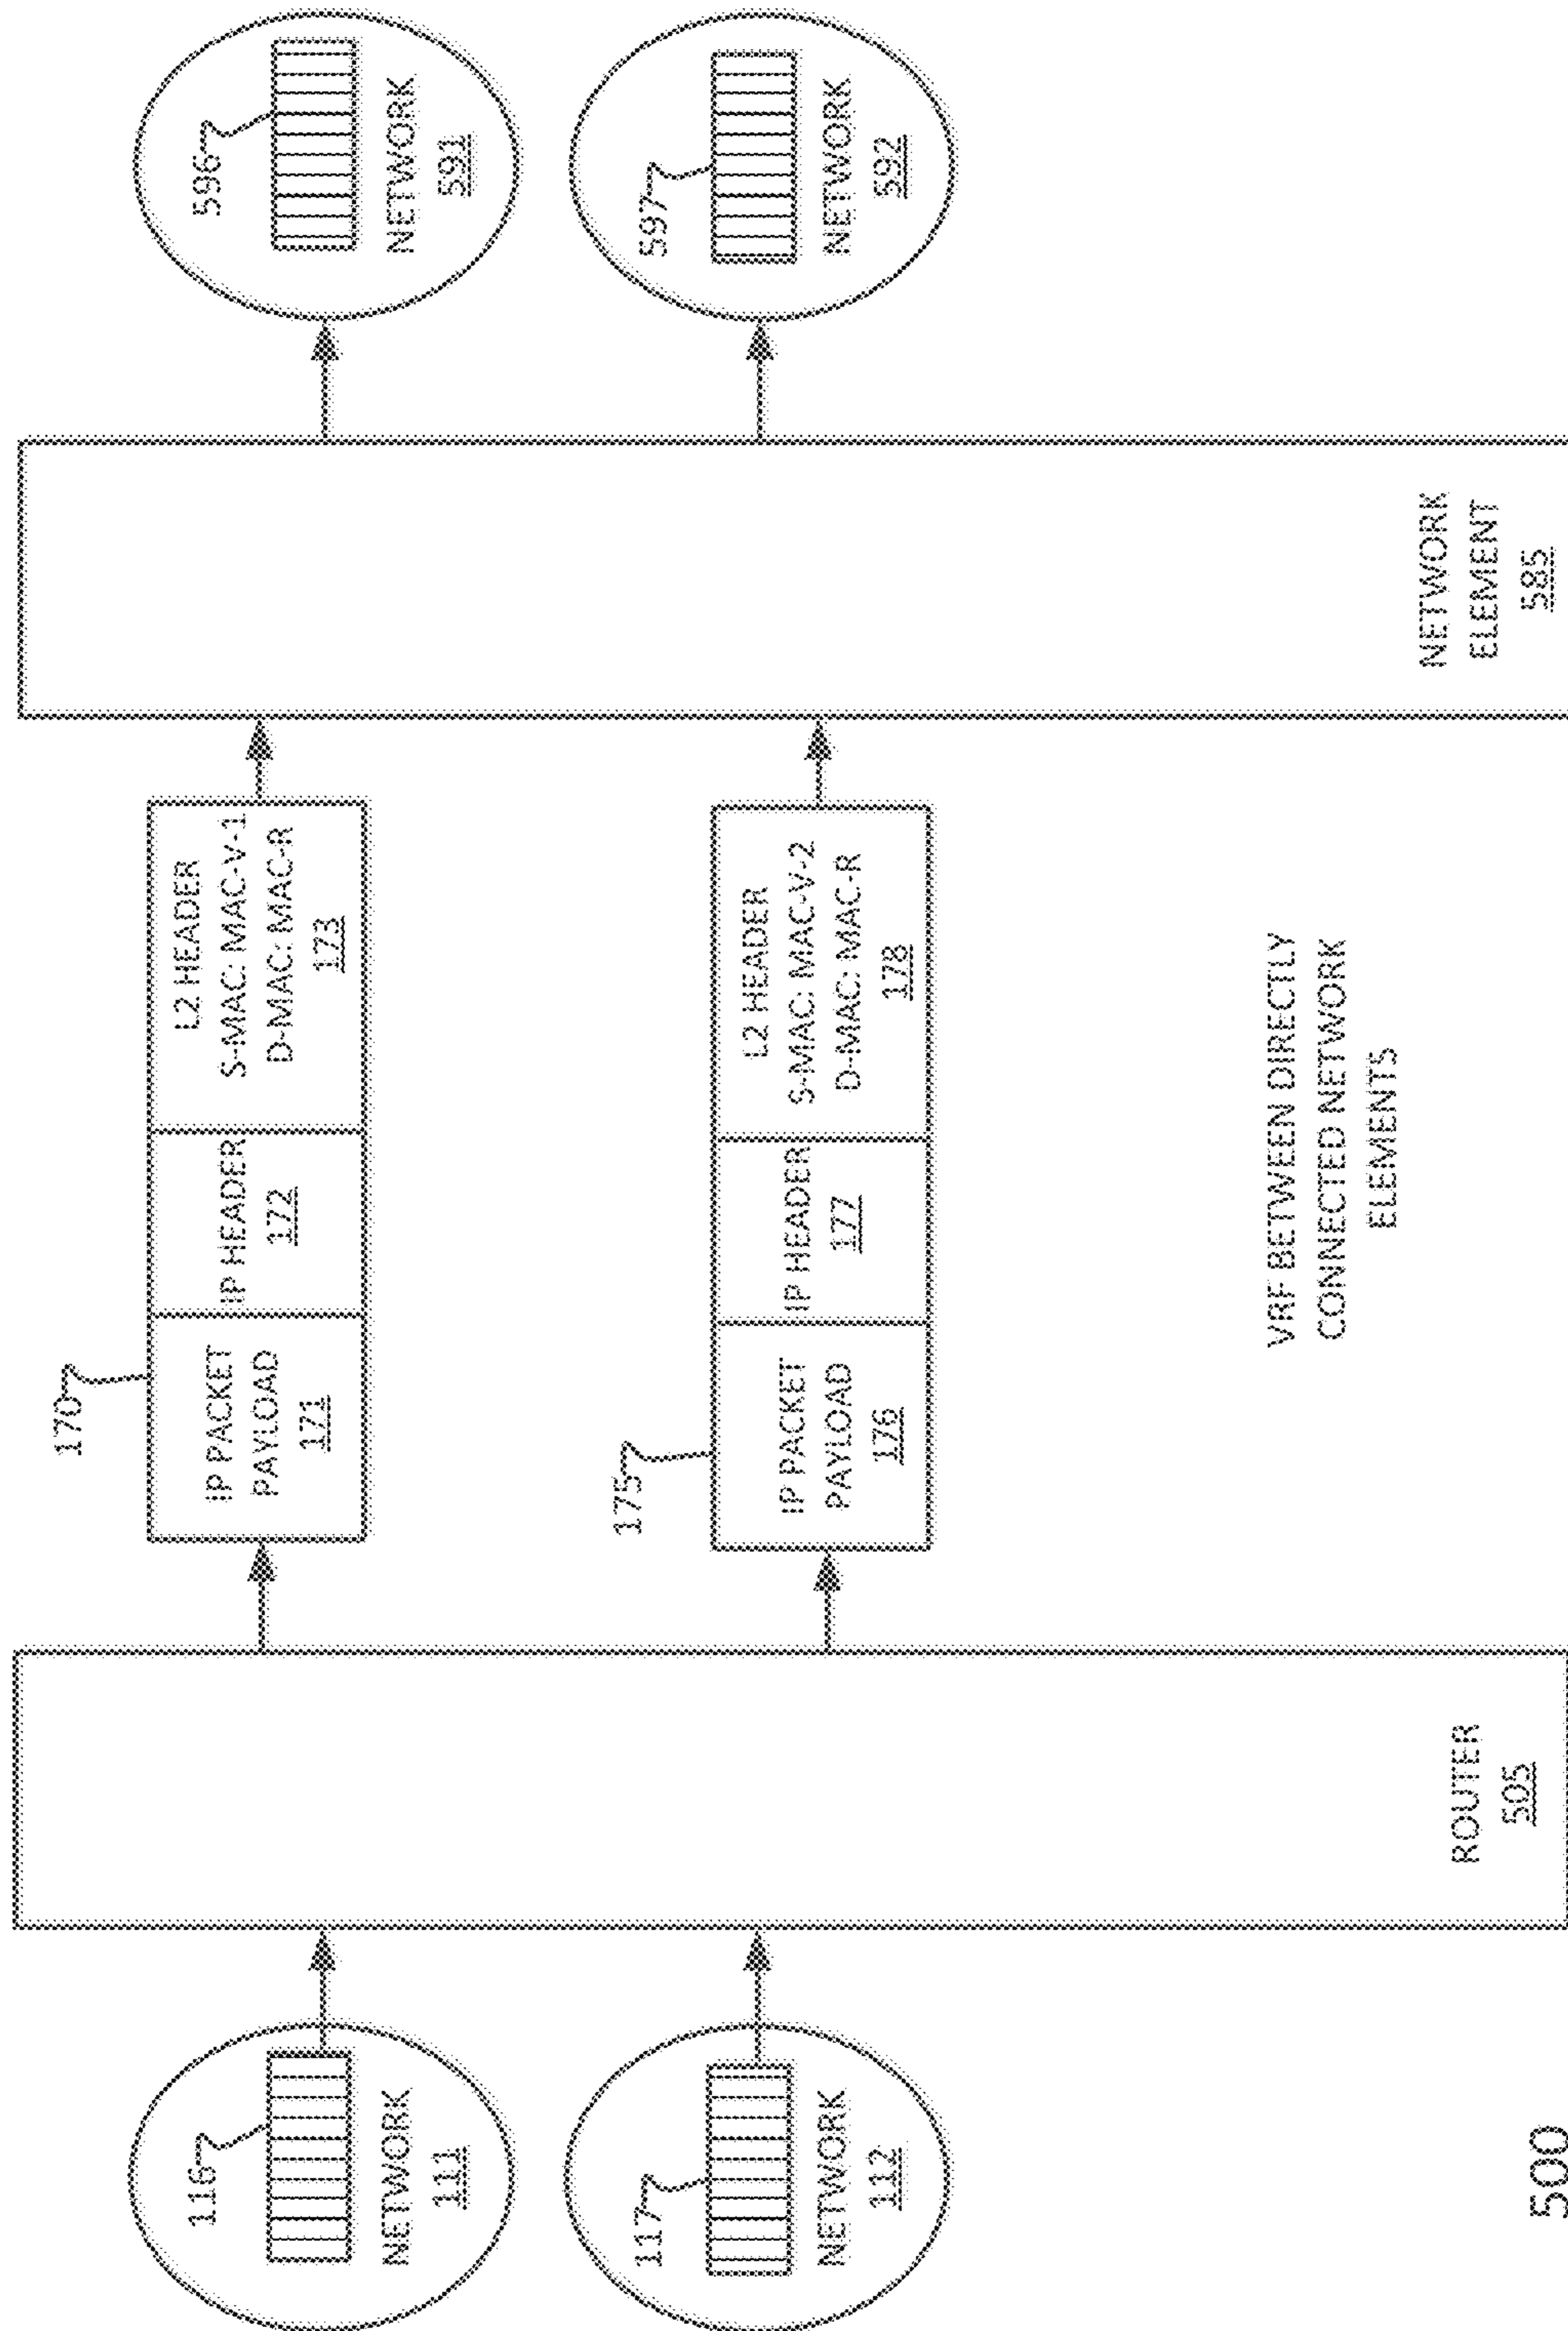 116
NETWORK
111
117
NETWORK
112
ROUTER
505
170
IP PACKET
PAYLOAD
171
IP HEADER
172
L2 HEADER
S-MAC: MAC-V-1
D-MAC: MAC-R
173
175
IP PACKET
PAYLOAD
176
IP HEADER
177
L2 HEADER
S-MAC: MAC-V-2
D-MAC: MAC-R
178
VRF BETWEEN DIRECTLY
CONNECTED NETWORK
ELEMENTS
NETWORK
ELEMENT
585
596
NETWORK
591
597
NETWORK
592
500